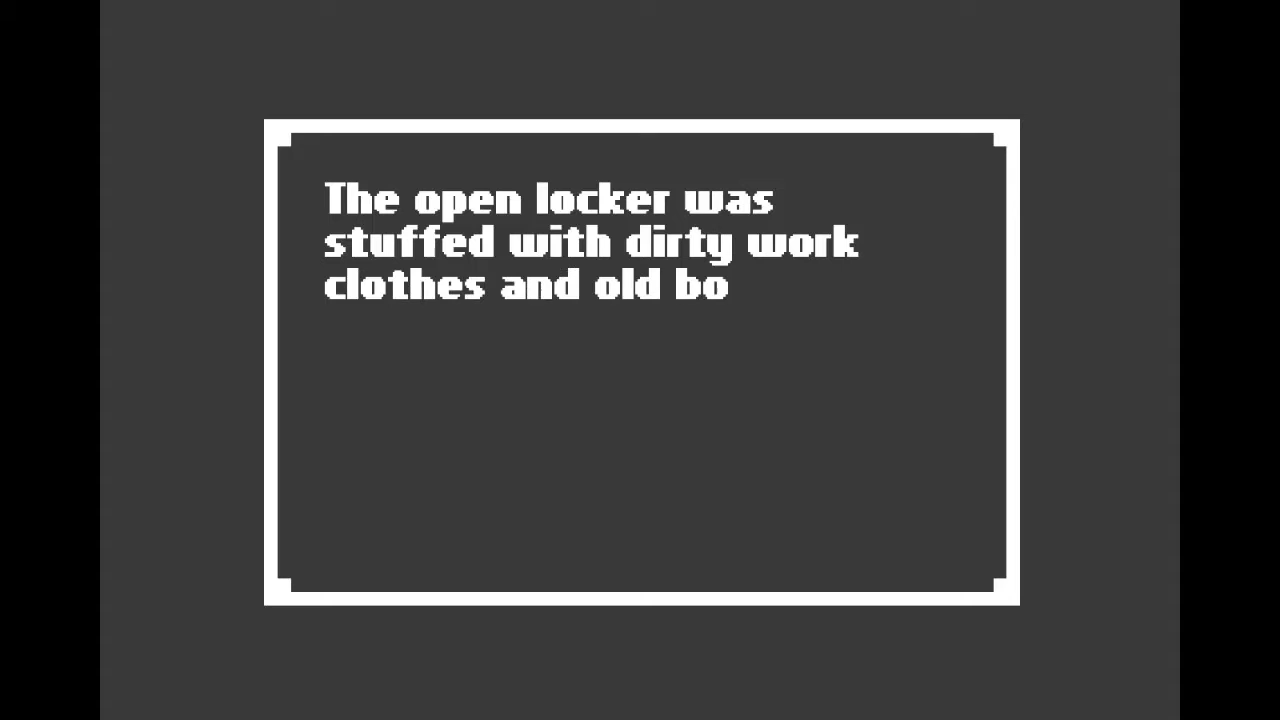 The open locker was
stuffed with dirty work
clothes and old bo